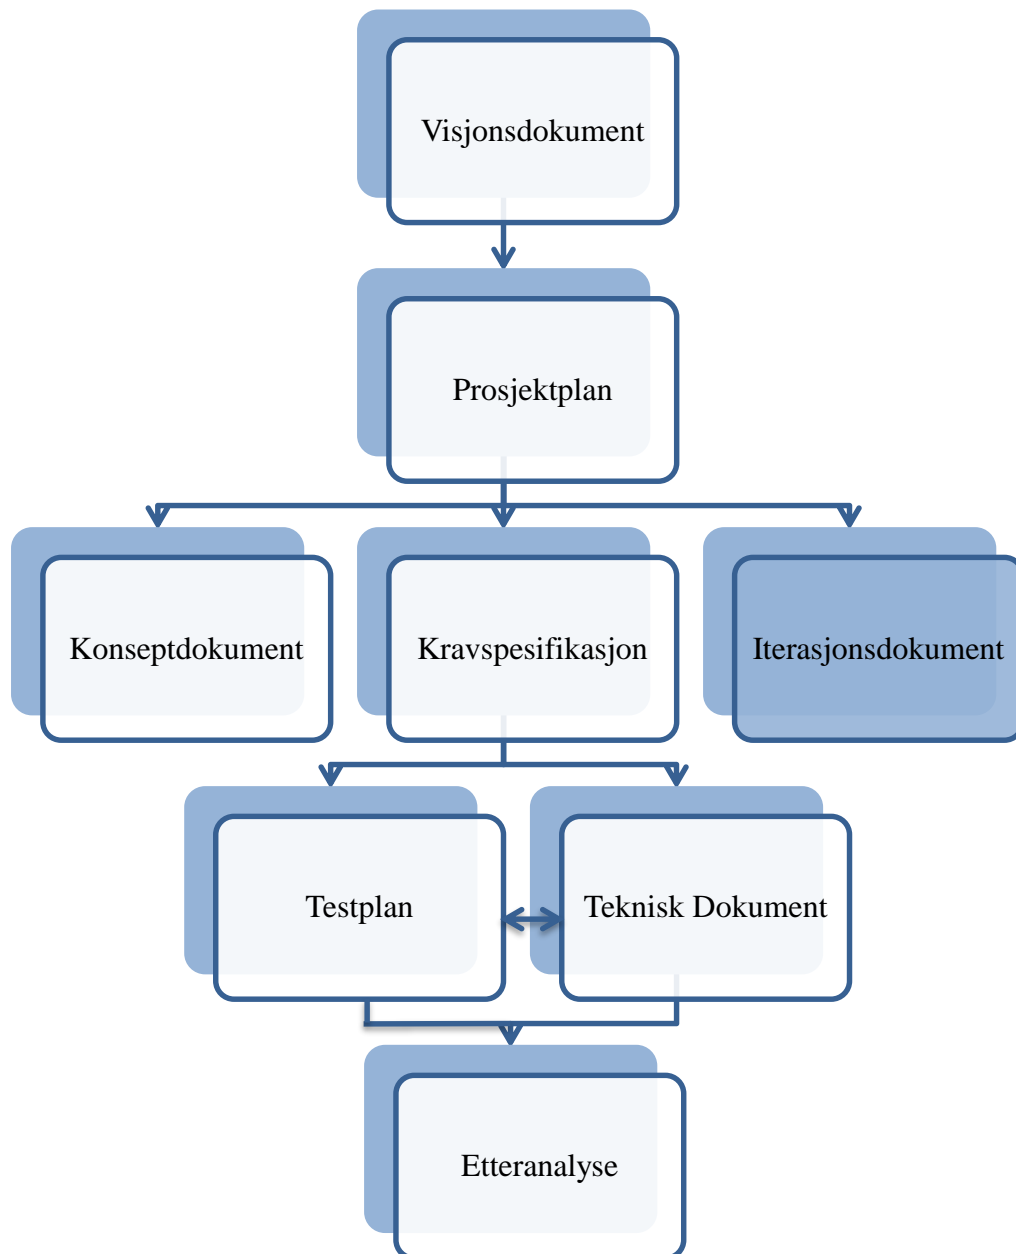 Visjonsdokument
Prosjektplan
Konseptdokument
Kravspesifikasjon
Iterasjonsdokument
Testplan
Teknisk Dokument
Etteranalyse